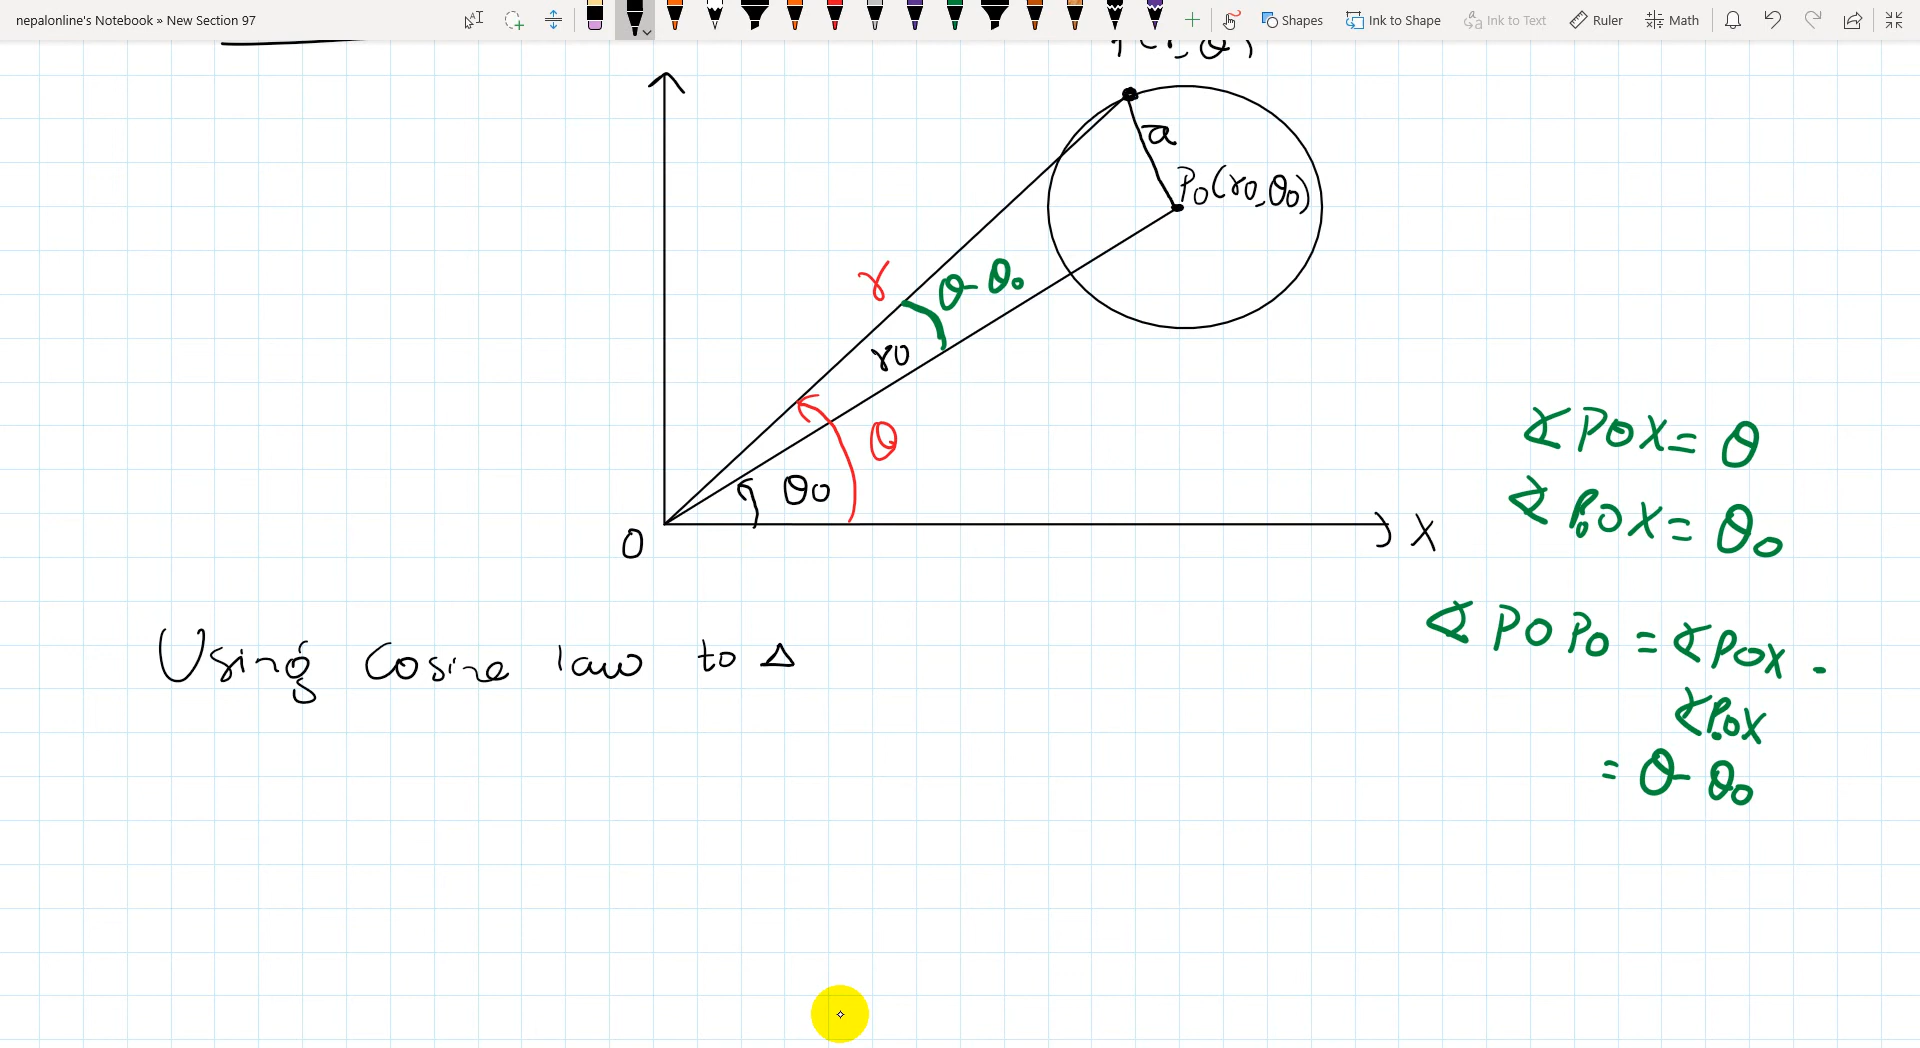 nepalonline's Notebook » New Section 97
Shapes
Ink to Shape
Ink to Text
Ruler
Math
a
P0(r0,θ0)
r
θ-θ0
r0
θ
θ0
O
X
∡POX=θ
∡P0OX=θ0
∡POP0=∡POX-
∡P0OX
=θ-θ0
Using Cosine law to Δ